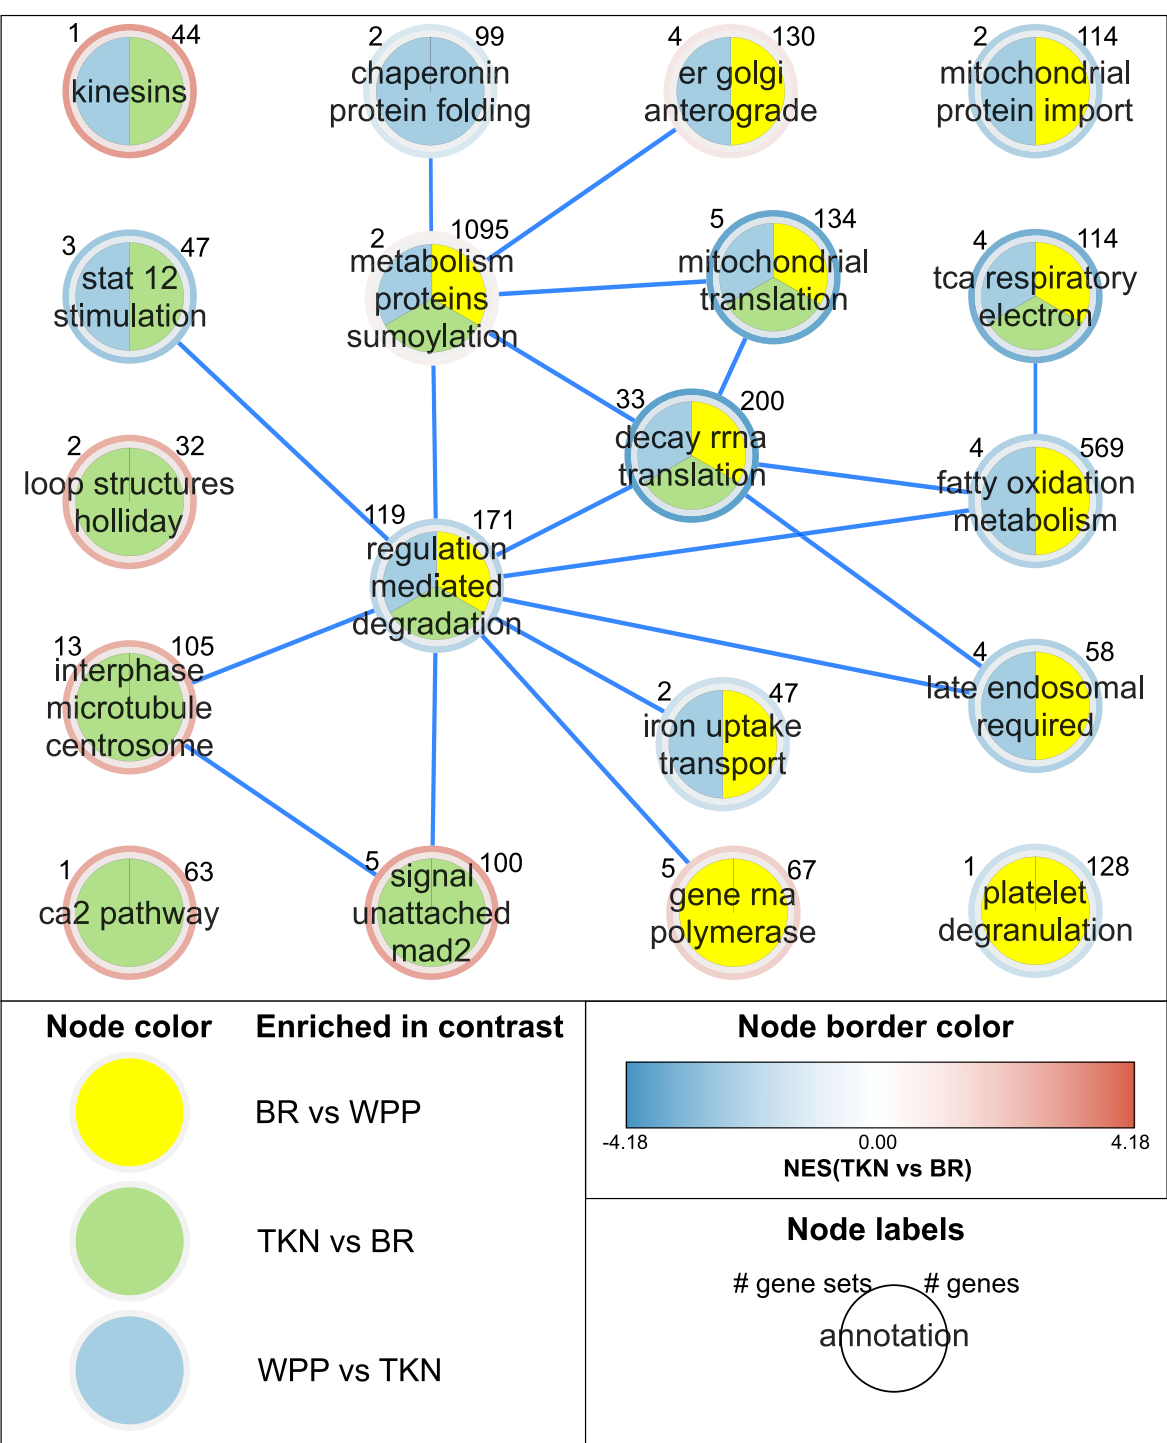 1 44
kinesins
2 99
chaperonin
protein folding
4 130
er golgi
anterograde
2 114
mitochondrial
protein import
3 47
stat 12
stimulation
2 1095
metabolism
proteins
sumoylation
5 134
mitochondrial
translation
4 114
tca respiratory
electron
2 32
loop structures
holliday
33 200
decay rrna
translation
4 569
fatty oxidation
metabolism
119 171
regulation
mediated
degradation
13 105
interphase
microtubule
centrosome
2 47
iron uptake
transport
4 58
late endosomal
required
1 63
ca2 pathway
5 100
signal
unattached
mad2
5 67
gene rna
polymerase
1 128
platelet
degranulation
Node color Enriched in contrast
BR vs WPP
TKN vs BR
WPP vs TKN
Node border color
-4.18 0.00 4.18
NES(TKN vs BR)
Node labels
# gene sets # genes
annotation